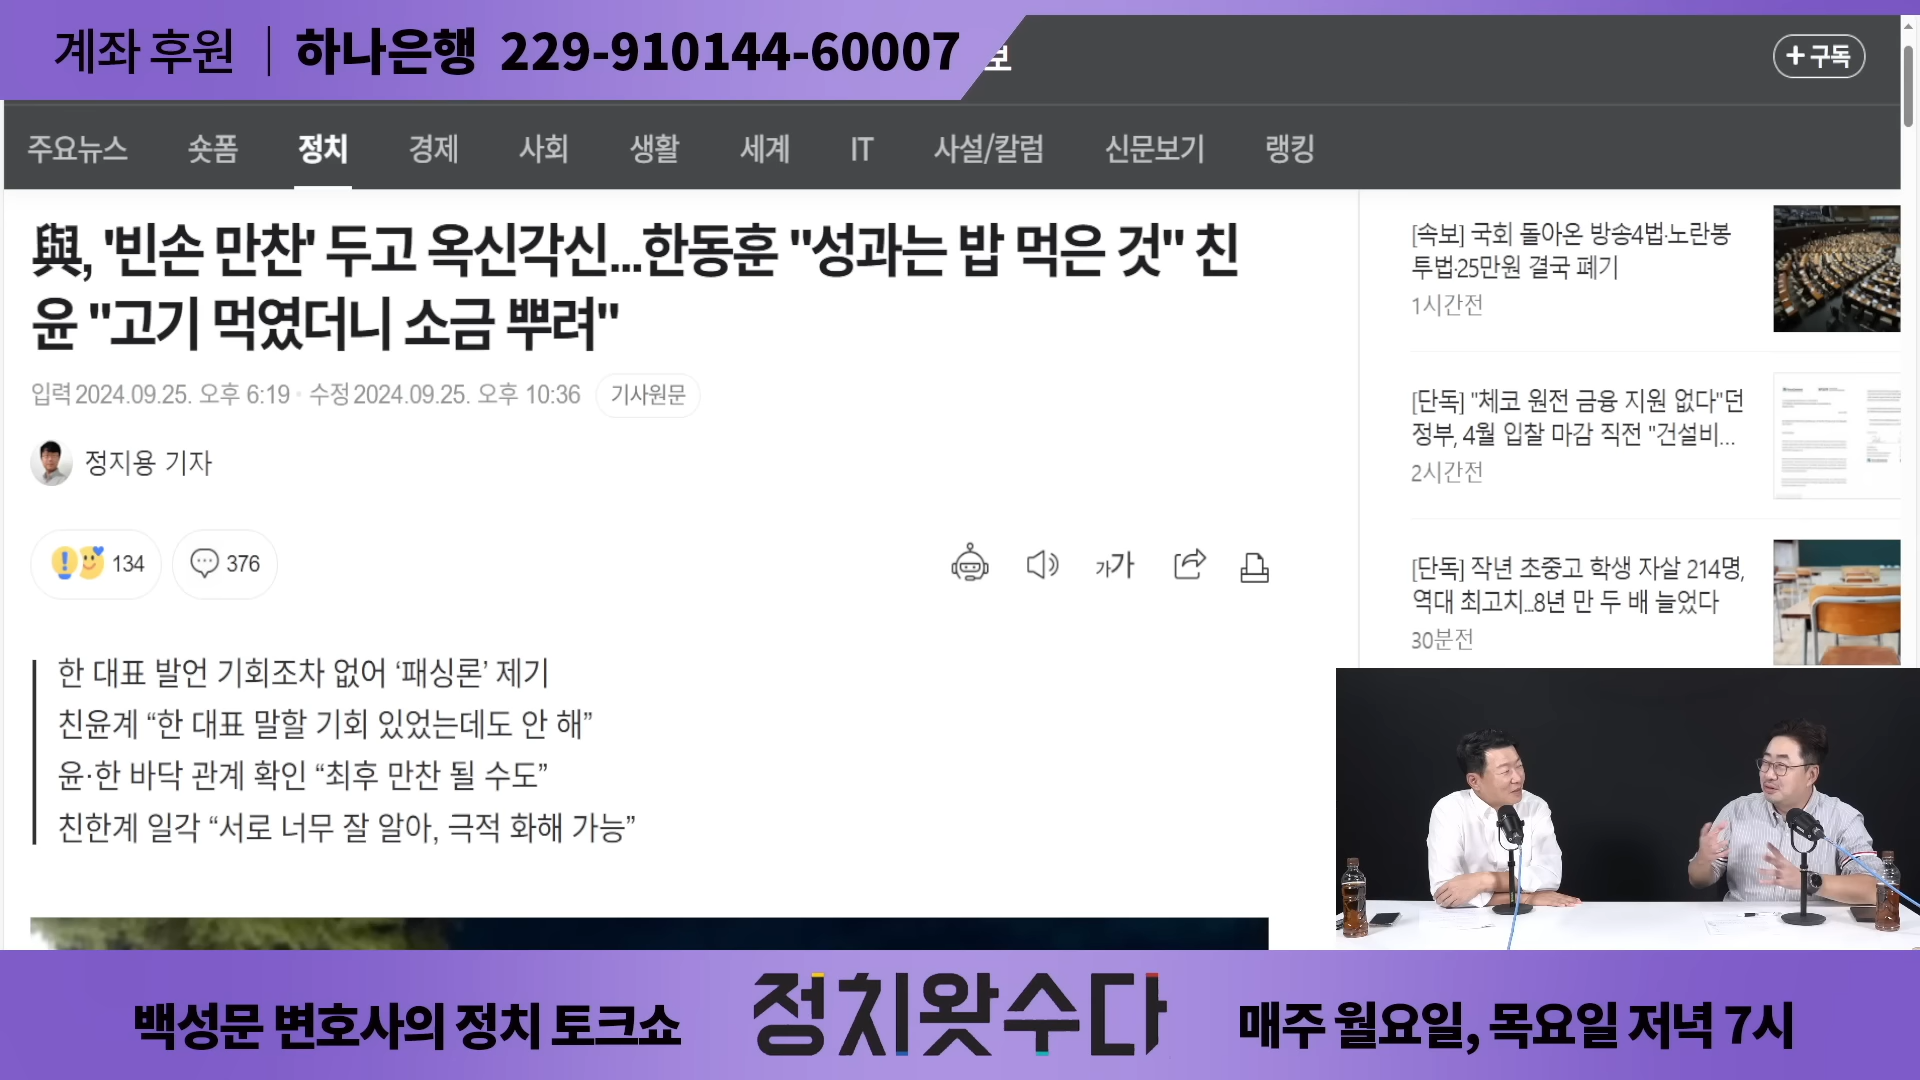 계좌 후원 | 하나은행 229-910144-60007
보
+ 구독
주요뉴스 숏폼 정치 경제 사회 생활 세계 IT 사설/칼럼 신문보기 랭킹
與, '빈손 만찬' 두고 옥신각신...한동훈 "성과는 밥 먹은 것" 친
윤 "고기 먹였더니 소금 뿌려"
입력 2024.09.25. 오후 6:19 · 수정 2024.09.25. 오후 10:36 기사원문
정지용 기자
134 376
가가
한 대표 발언 기회조차 없어 ‘패싱론’ 제기
친윤계 “한 대표 말할 기회 있었는데도 안 해”
윤·한 바닥 관계 확인 “최후 만찬 될 수도”
친한계 일각 “서로 너무 잘 알아, 극적 화해 가능”
[속보] 국회 돌아온 방송4법·노란봉
투법·25만원 결국 폐기
1시간전
[단독] "체코 원전 금융 지원 없다"던
정부, 4월 입찰 마감 직전 "건설비...
2시간전
[단독] 작년 초중고 학생 자살 214명,
역대 최고치...8년 만 두 배 늘었다
30분전
백성문 변호사의 정치 토크쇼
정치왓수다
매주 월요일, 목요일 저녁 7시